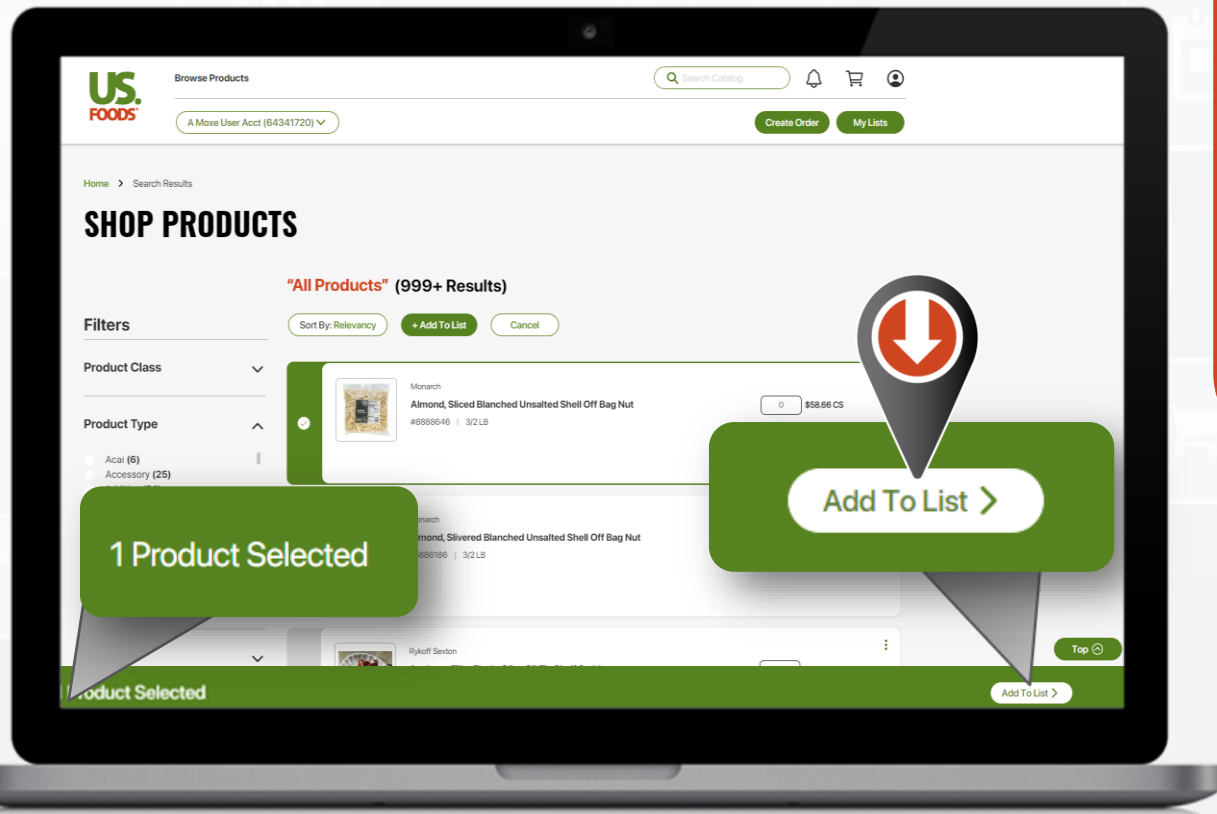 US.
FOODS
Browse Products
Search Catalog
A Moxe User Acct (64341720)
Create Order
My Lists
Home > Search Results
SHOP PRODUCTS
"All Products" (999+ Results)
Filters
Sort By: Relevancy
+ Add To List
Cancel
Product Class
Monarch
Almond, Sliced Blanched Unsalted Shell Off Bag Nut
#8888646 | 3/2 LB
0
$58.66 CS
Product Type
Acai (6)
Accessory (25)
Add To List >
1 Product Selected
Slivered Blanched Unsalted Shell Off Bag Nut
3/2 LB
Rykoff Sexton
Top
Product Selected
Add To List >